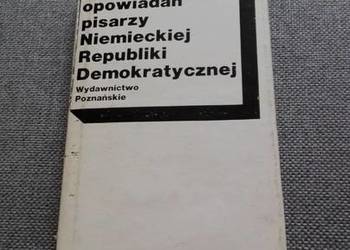 opowiadań
pisarzy
Niemieckiej
Republiki
Demokratycznej
Wydawnictwo
Poznańskie